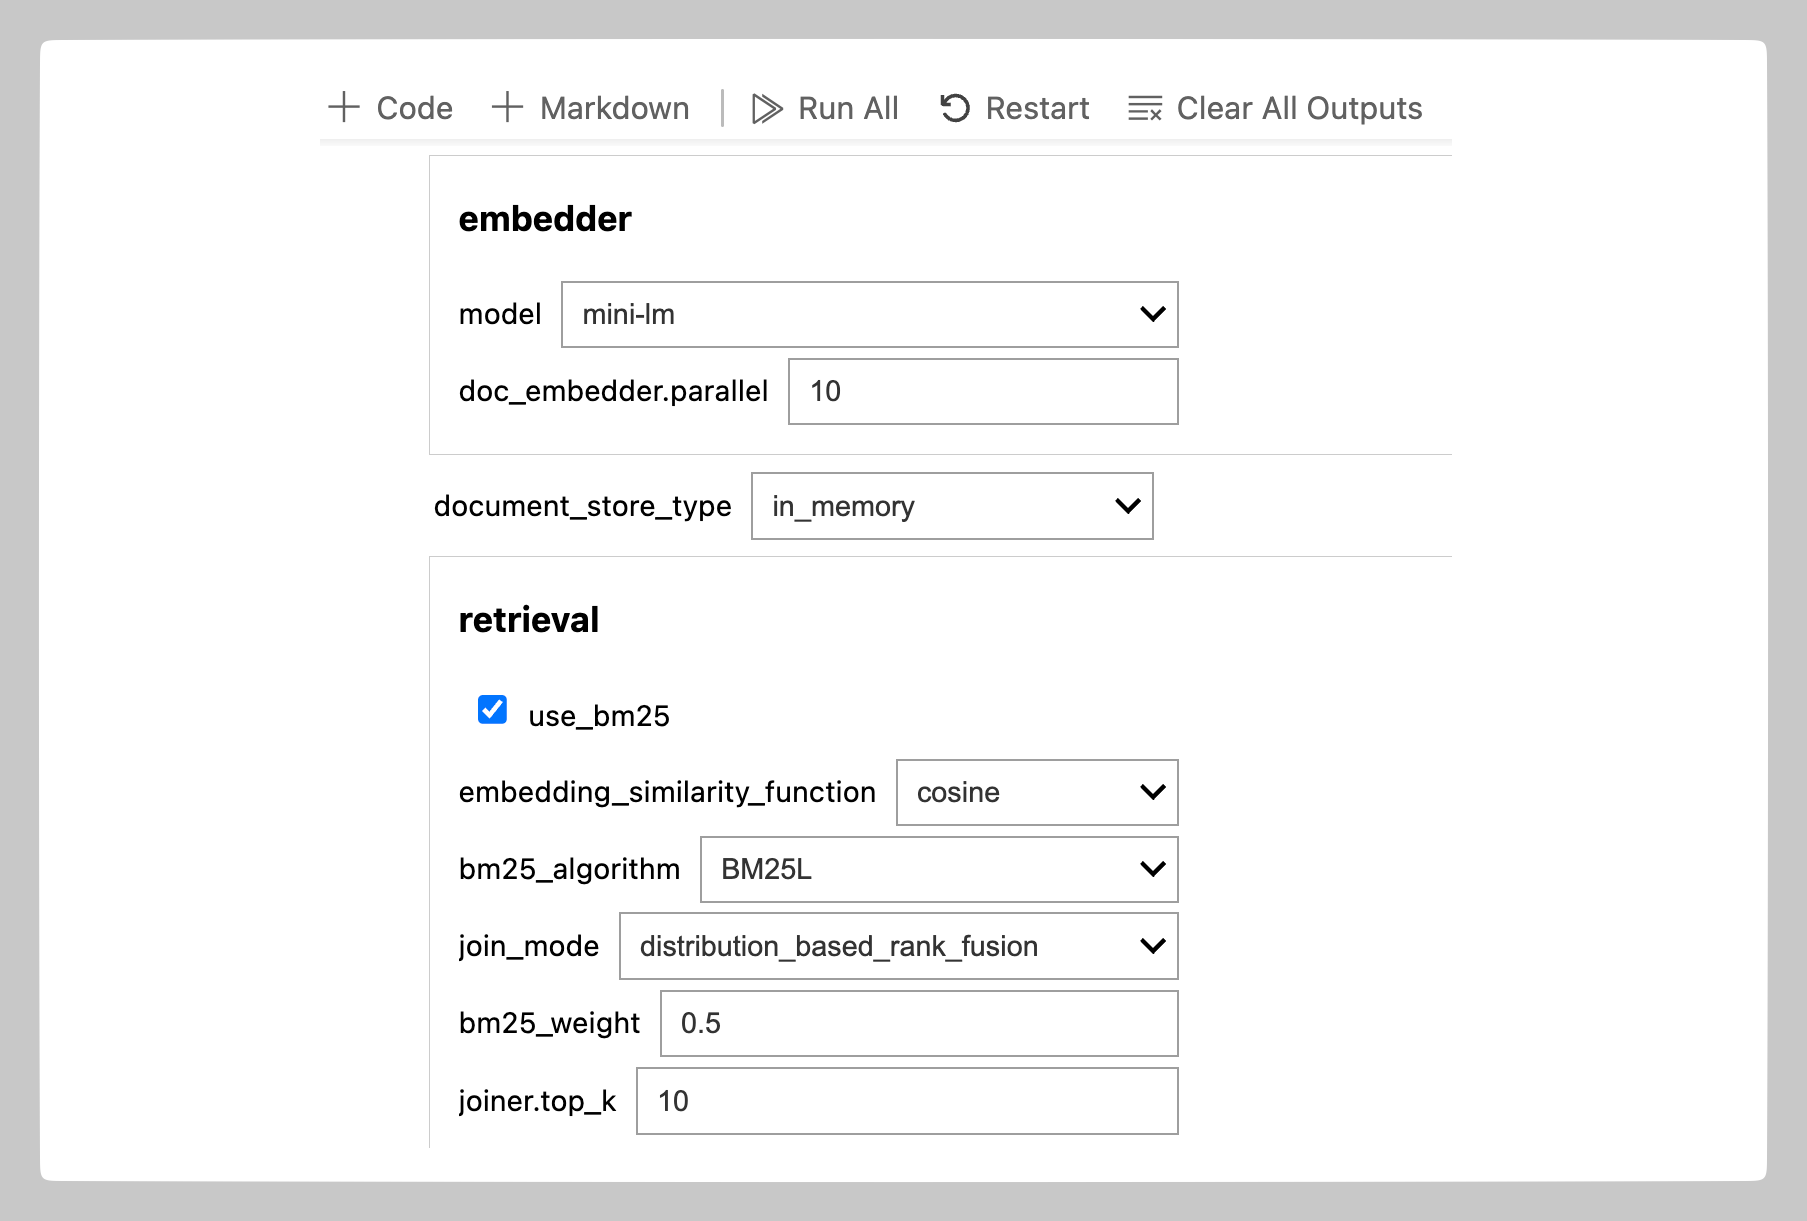 Code Markdown Run All Restart Clear All Outputs
embedder
model mini-lm
doc_embedder.parallel 10
document_store_type in_memory
retrieval
use_bm25
embedding_similarity_function cosine
bm25_algorithm BM25L
join_mode distribution_based_rank_fusion
bm25_weight 0.5
joiner.top_k 10